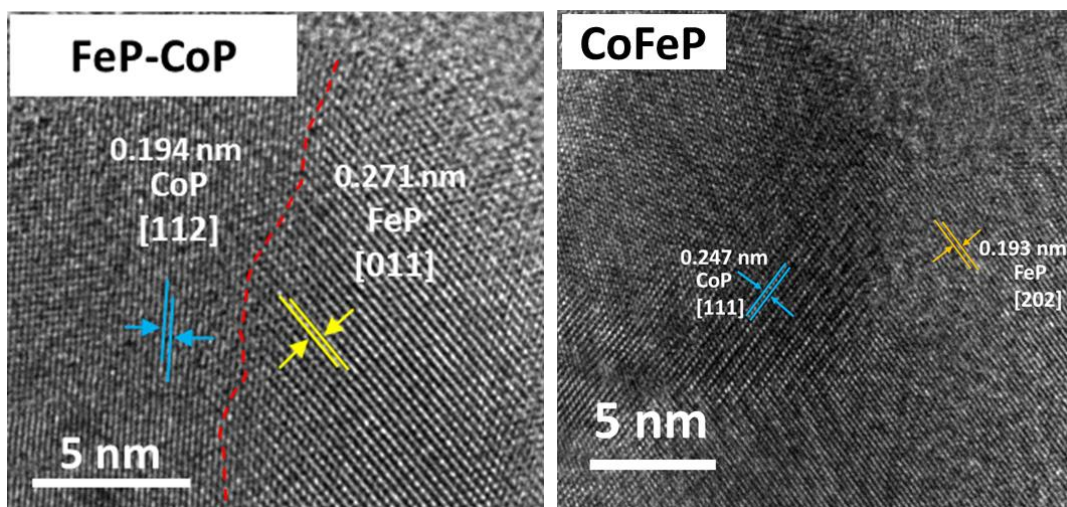 FeP-CoP
0.194 nm
CoP
[112]
0.271 nm
FeP
[011]
5 nm
CoFeP
0.247 nm
CoP
[111]
0.193 nm
FeP
[202]
5 nm